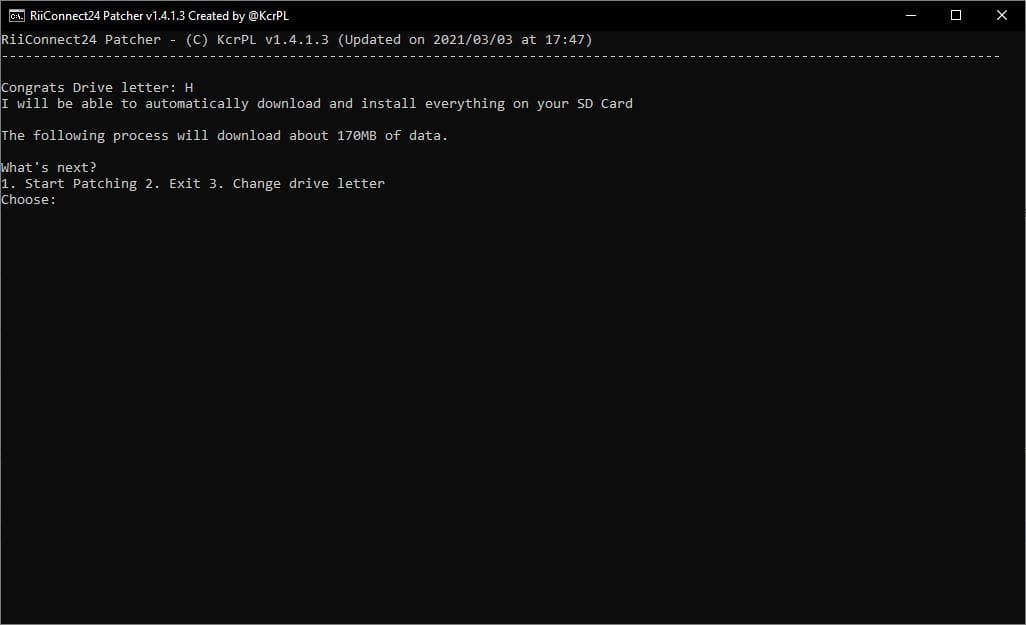 RiiConnect24 Patcher v1.4.1.3 Created by @KcrPL
RiiConnect24 Patcher - (C) KcrPL v1.4.1.3 (Updated on 2021/03/03 at 17:47)
-----------------------------------------------------------------------------------------------------------------------------
Congrats Drive letter: H
I will be able to automatically download and install everything on your SD Card
The following process will download about 170MB of data.
What's next?
1. Start Patching 2. Exit 3. Change drive letter
Choose: